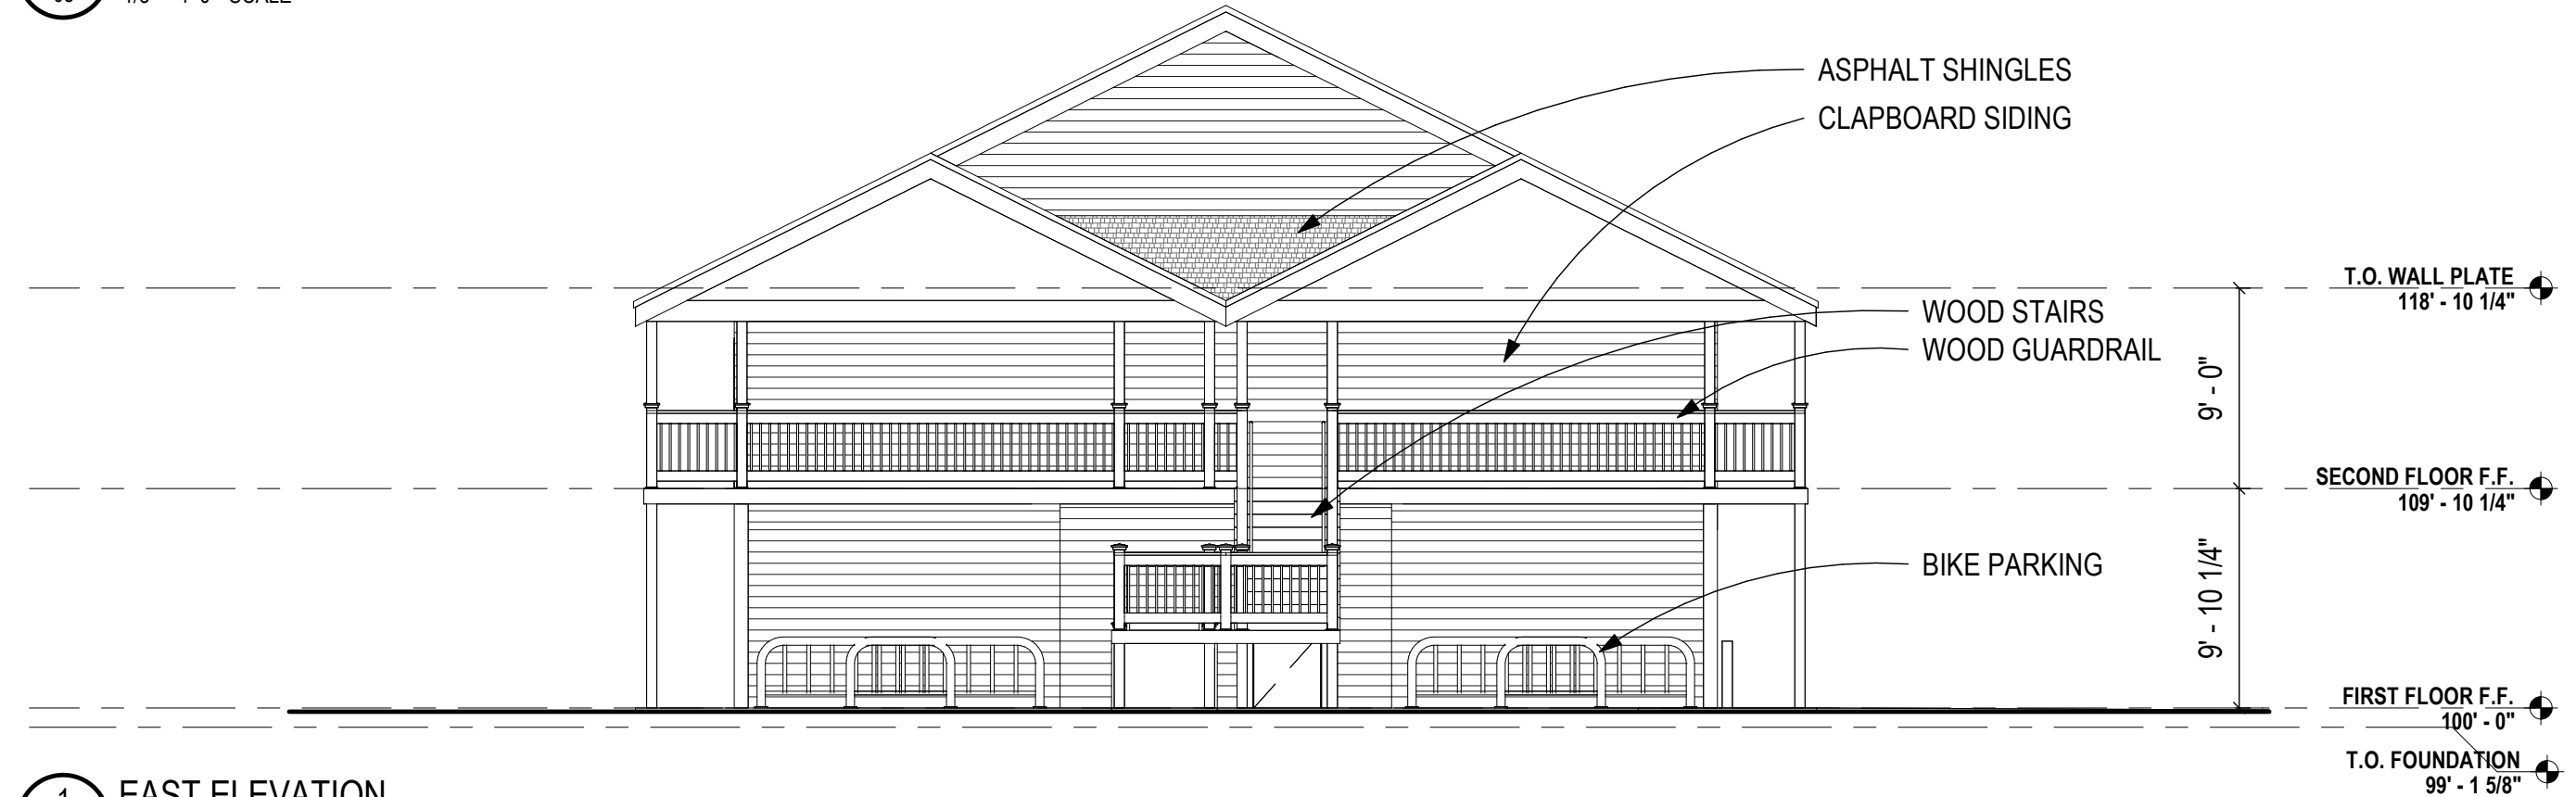 ASPHALT SHINGLES
CLAPBOARD SIDING
T.O. WALL PLATE
118' - 10 1/4"
WOOD STAIRS
WOOD GUARDRAIL
9' - 0"
SECOND FLOOR F.F.
109' - 10 1/4"
BIKE PARKING
9' - 10 1/4"
FIRST FLOOR F.F.
100' - 0"
T.O. FOUNDATION
99' - 1 5/8"
1
EAST ELEVATION